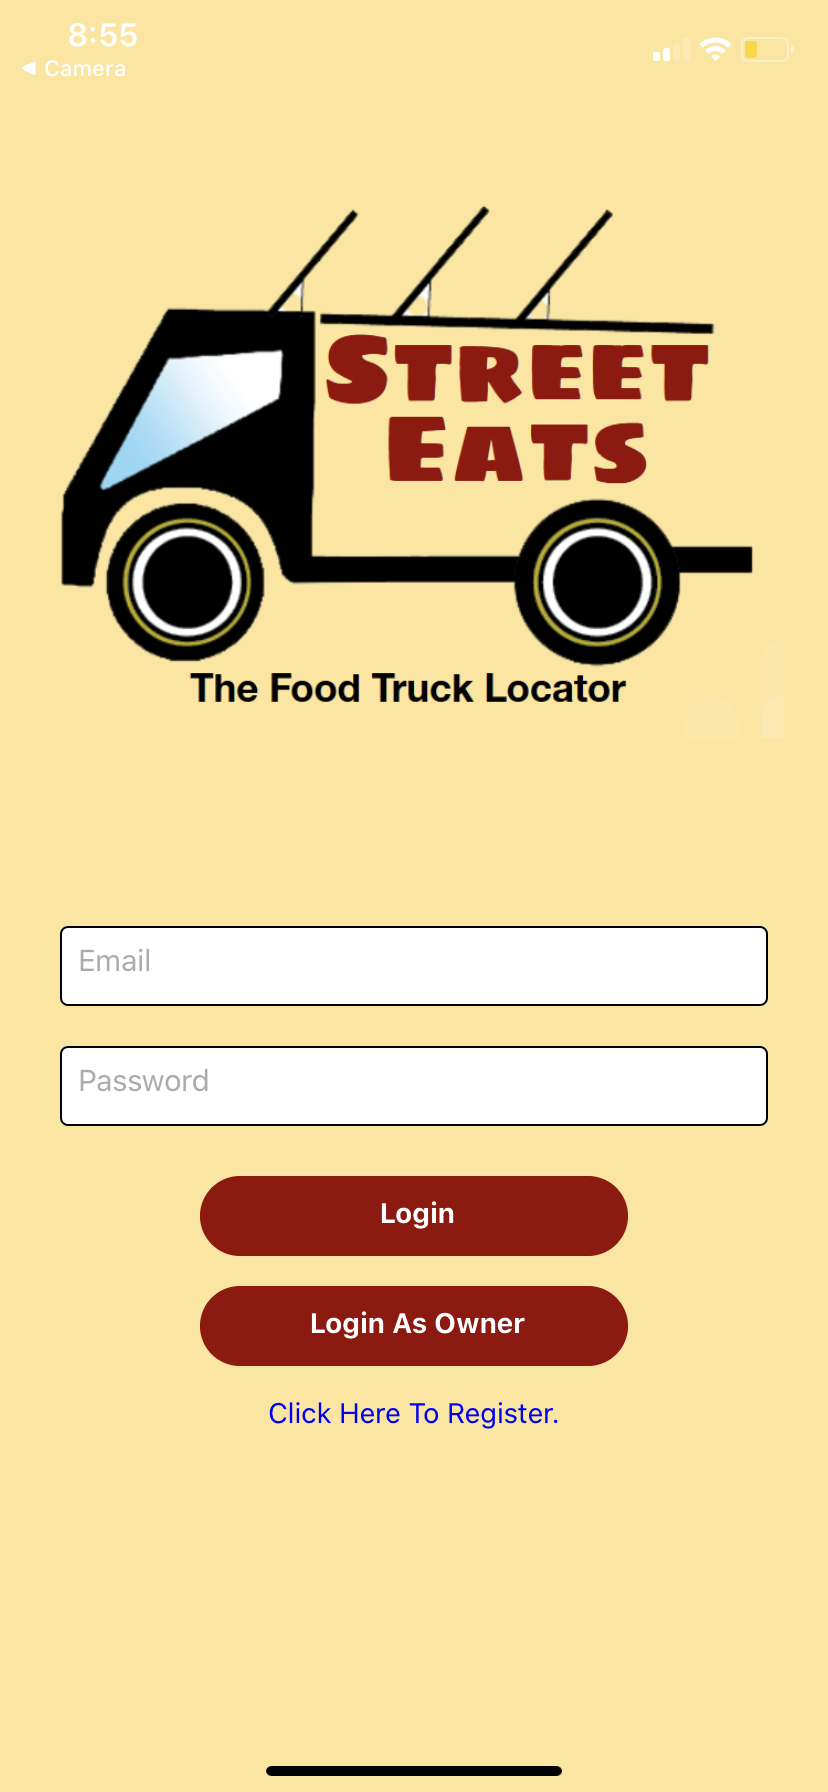 8:55
◀ Camera
STREET
EATS
The Food Truck Locator
Email
Password
Login
Login As Owner
Click Here To Register.